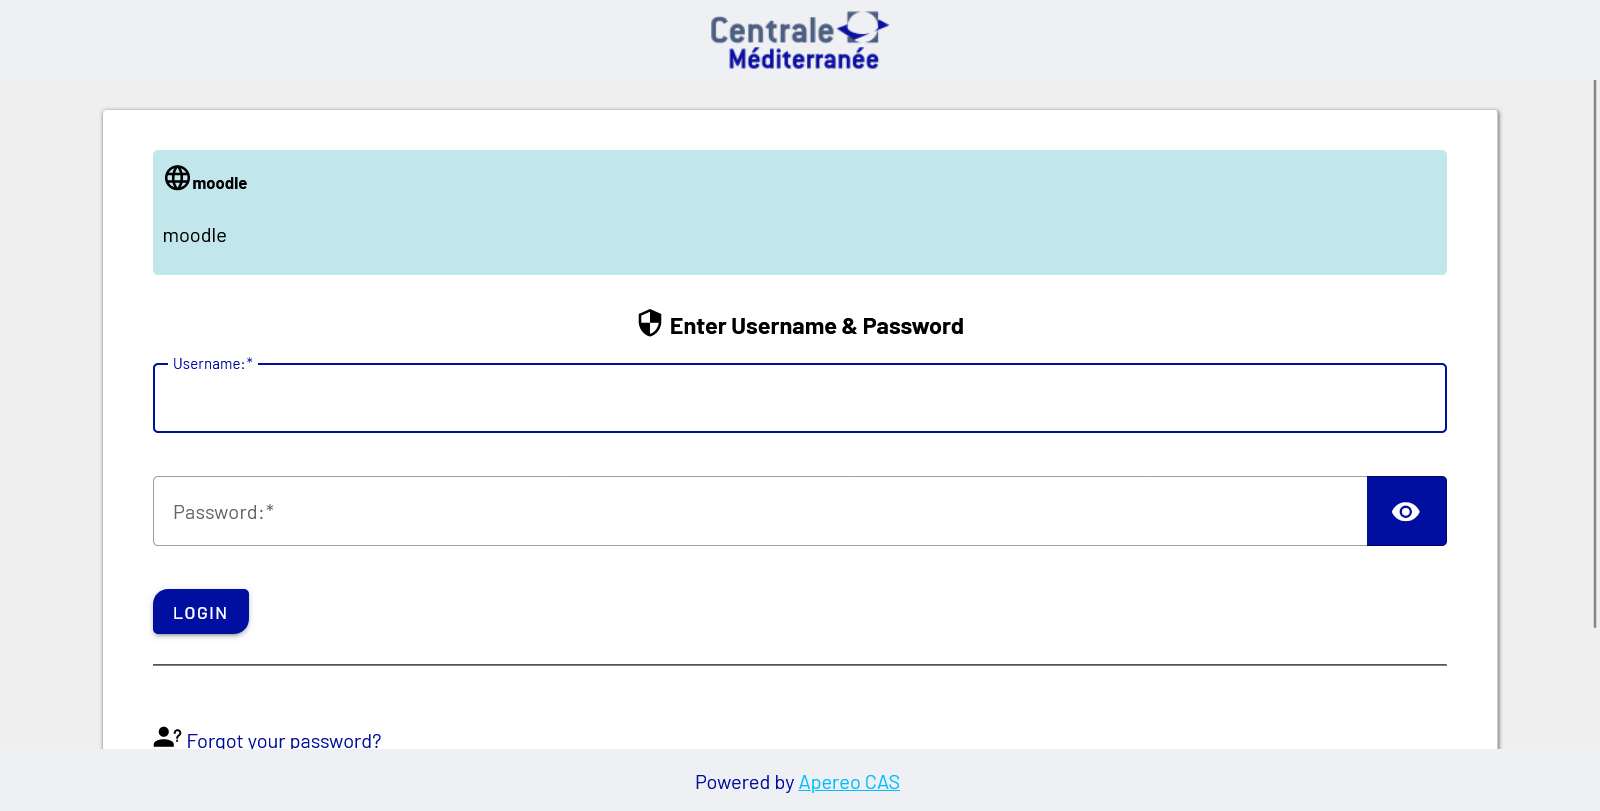 Centrale
Méditerranée
moodle
moodle
Enter Username & Password
Username:*
Password:*
LOGIN
Forgot your password?
Powered by Apereo CAS